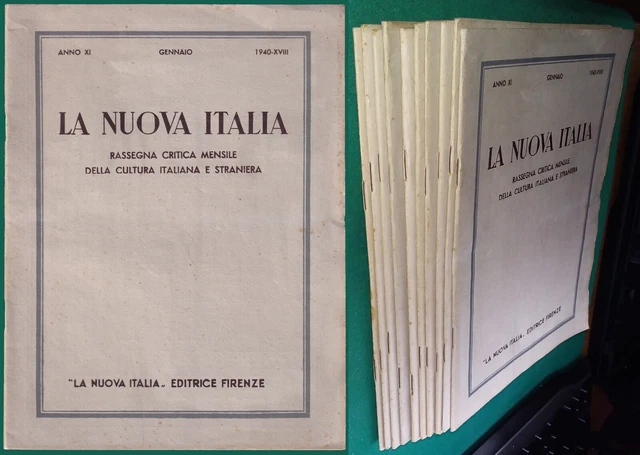 ANNO XI GENNAIO 1940-XVIII
LA NUOVA ITALIA
RASSEGNA CRITICA MENSILE
DELLA CULTURA ITALIANA E STRANIERA
"LA NUOVA ITALIA„ EDITRICE FIRENZE
ANNO XI GENNAIO 1940-XVIII
LA NUOVA ITALIA
RASSEGNA CRITICA MENSILE
DELLA CULTURA ITALIANA E STRANIERA
"LA NUOVA ITALIA„ EDITRICE FIRENZE